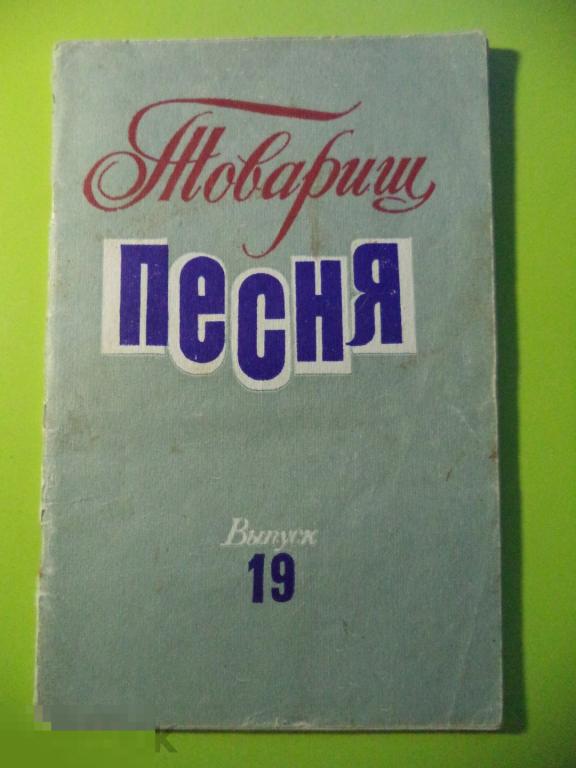 Товарищ
песня
Выпуск
19